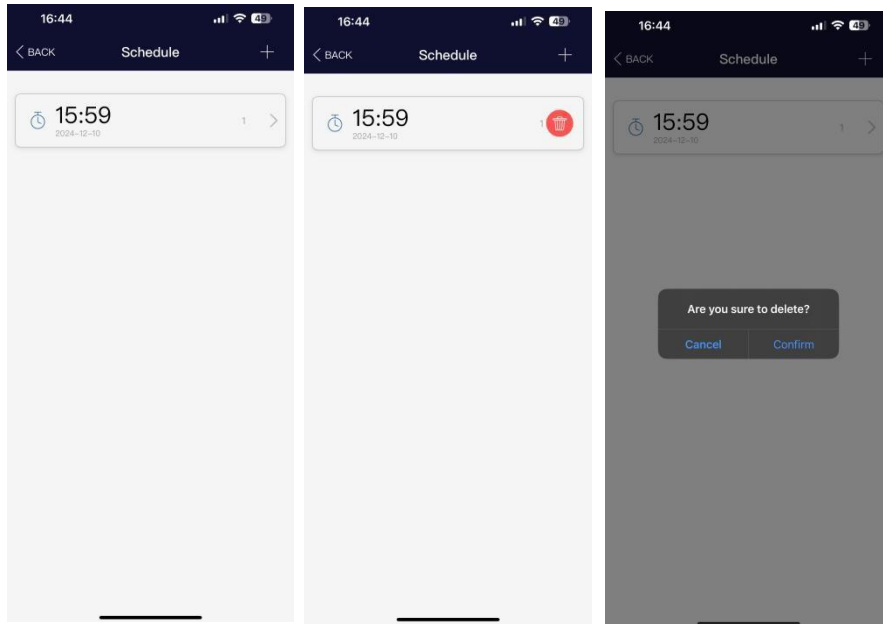 16:44 49
BACK Schedule +
15:59
2024-12-10
1
16:44 49
BACK Schedule +
15:59
2024-12-10
1
16:44 49
BACK Schedule +
15:59
2024-12-10
1
Are you sure to delete?
Cancel Confirm